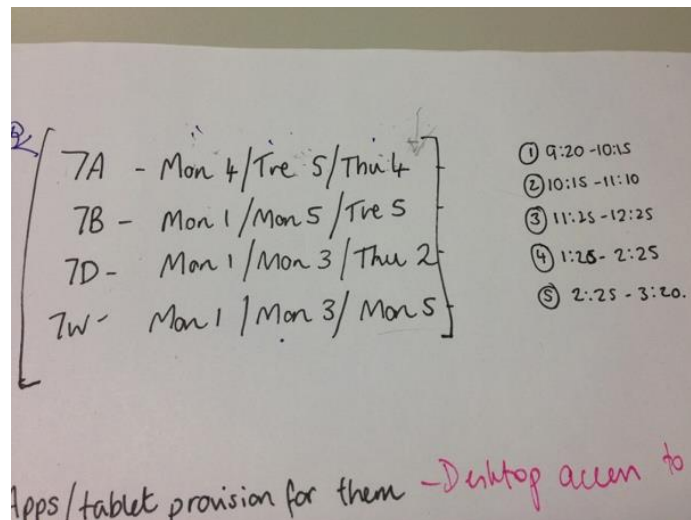 7A - Mon 4/Tue 5/Thu 4
7B - Mon 1/Mon 5/Tue 5
7D - Mon 1/Mon 3/Thu 2
7W - Mon 1/Mon 3/Mon 5
① 9:20-10:15
② 10:15-11:10
③ 11:25-12:25
④ 1:25-2:25
⑤ 2:25-3:20.
Apps/tablet provision for them - Desktop access to